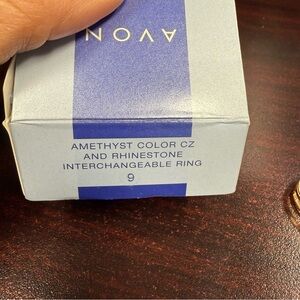 AVON
AMETHYST COLOR CZ
AND RHINESTONE
INTERCHANGEABLE RING
9